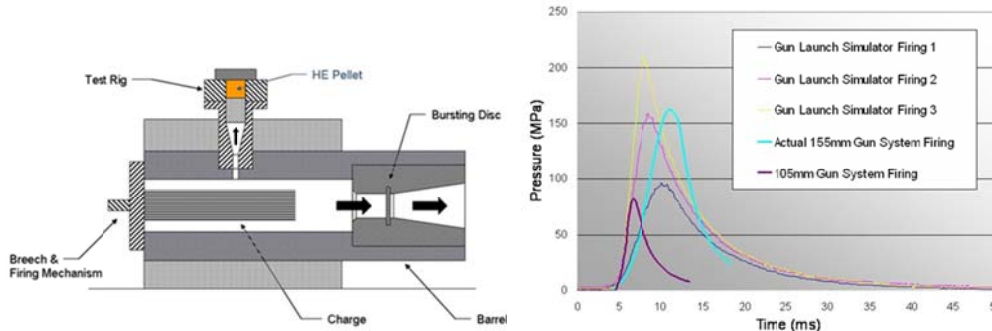 Test Rig
HE Pellet
Bursting Disc
Breech &
Firing Mechanism
Charge
Barrel
250
200
150
100
50
0
Pressure (MPa)
Gun Launch Simulator Firing 1
Gun Launch Simulator Firing 2
Gun Launch Simulator Firing 3
Actual 155mm Gun System Firing
105mm Gun System Firing
0 5 10 15 20 25 30 35 40 45 50
Time (ms)